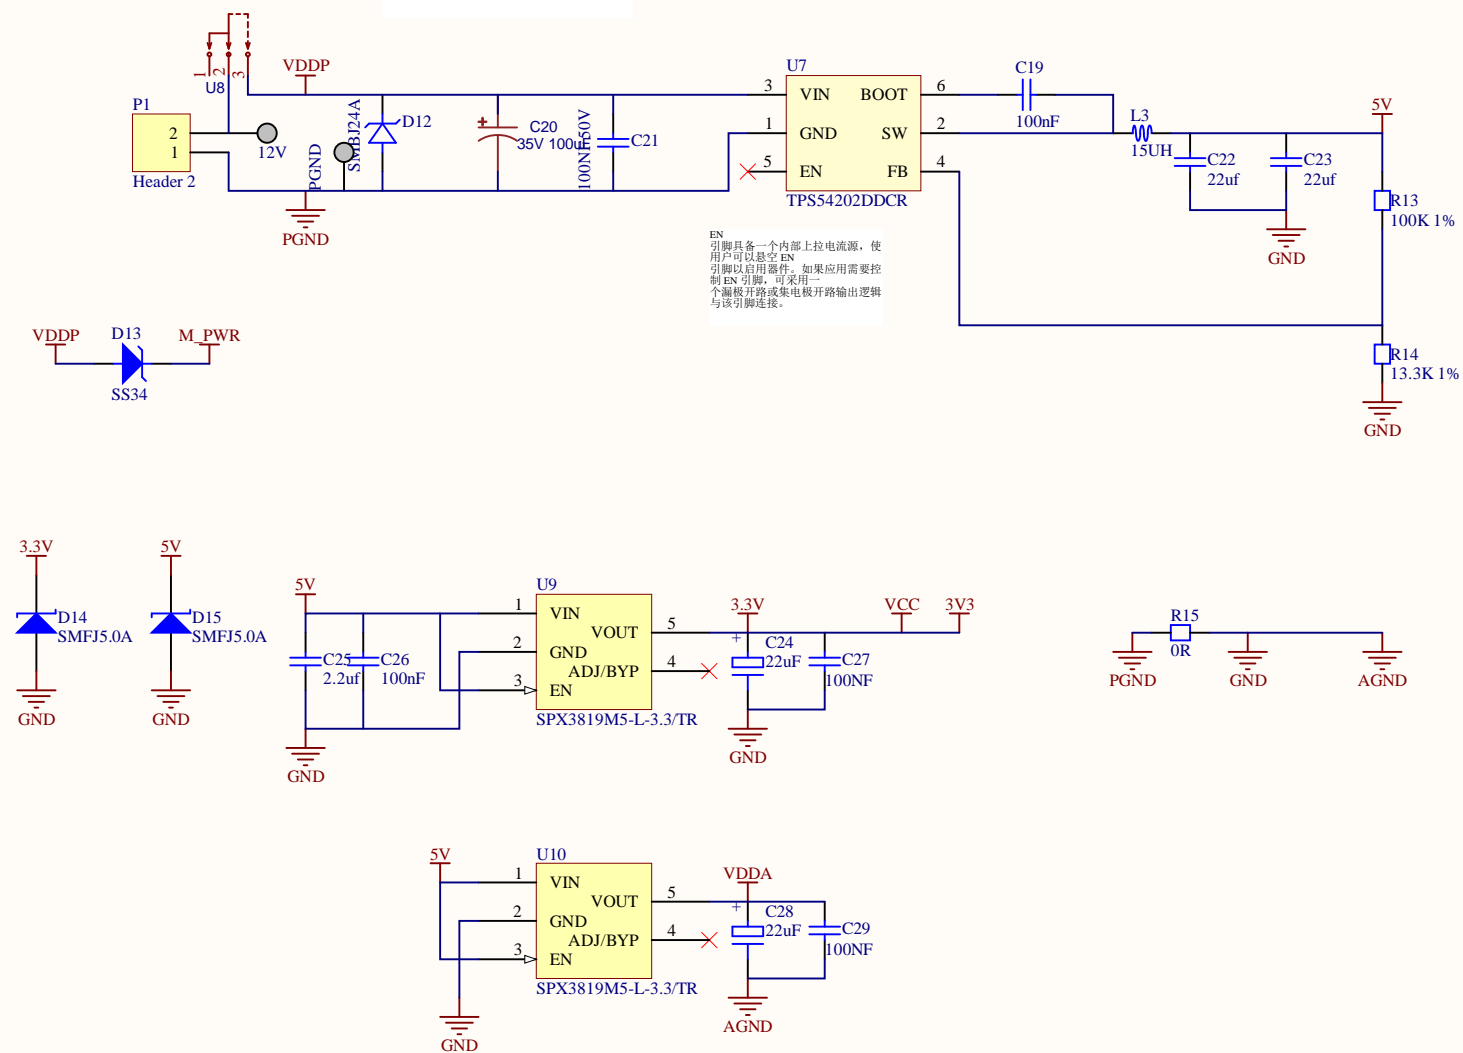 1
2
3
U8
VDDP
P1
2
1
Header 2
12V
PGND
PGND
SMBJ24A
D12
C20
35V 100uF
100NF50V
C21
U7
3
VIN
BOOT
6
1
GND
SW
2
5
EN
FB
4
TPS54202DDCR
C19
100nF
L3
15UH
C22
22uf
C23
22uf
GND
5V
R13
100K 1%
R14
13.3K 1%
GND
EN
引脚具备一个内部上拉电流源，使
用户可以悬空 EN
引脚以启用器件。如果应用需要控
制 EN 引脚，可采用一
个漏极开路或集电极开路输出逻辑
与该引脚连接。
VDDP
D13
M_PWR
SS34
3.3V
D14
SMFJ5.0A
GND
5V
D15
SMFJ5.0A
GND
5V
C25
2.2uf
C26
100nF
GND
U9
1
VIN
VOUT
5
2
GND
ADJ/BYP
4
3
EN
SPX3819M5-L-3.3/TR
3.3V
VCC
3V3
C24
22uF
C27
100NF
GND
R15
0R
PGND
GND
AGND
5V
U10
1
VIN
VOUT
5
2
GND
ADJ/BYP
4
3
EN
SPX3819M5-L-3.3/TR
GND
VDDA
C28
22uF
C29
100NF
AGND